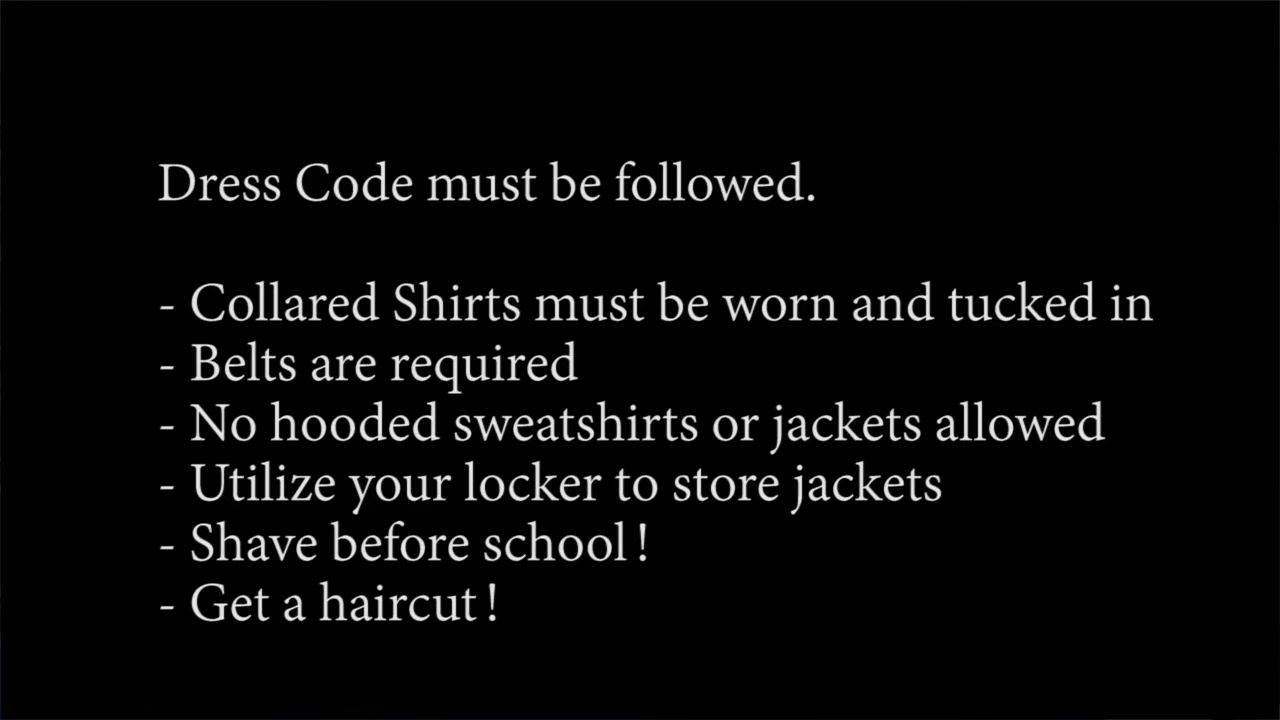 Dress Code must be followed.
- Collared Shirts must be worn and tucked in
- Belts are required
- No hooded sweatshirts or jackets allowed
- Utilize your locker to store jackets
- Shave before school !
- Get a haircut !